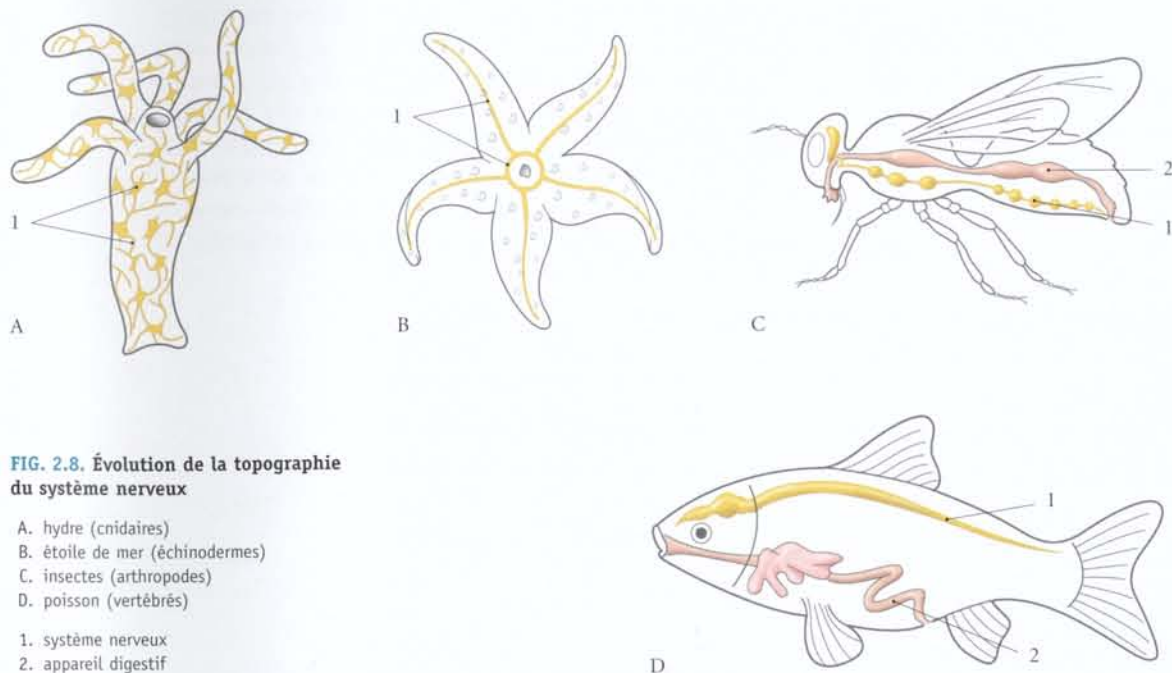 1
A
1
B
2
1
C
FIG. 2.8. Évolution de la topographie
du système nerveux
A. hydre (cnidaires)
B. étoile de mer (échinodermes)
C. insectes (arthropodes)
D. poisson (vertébrés)
1. système nerveux
2. appareil digestif
1
2
D